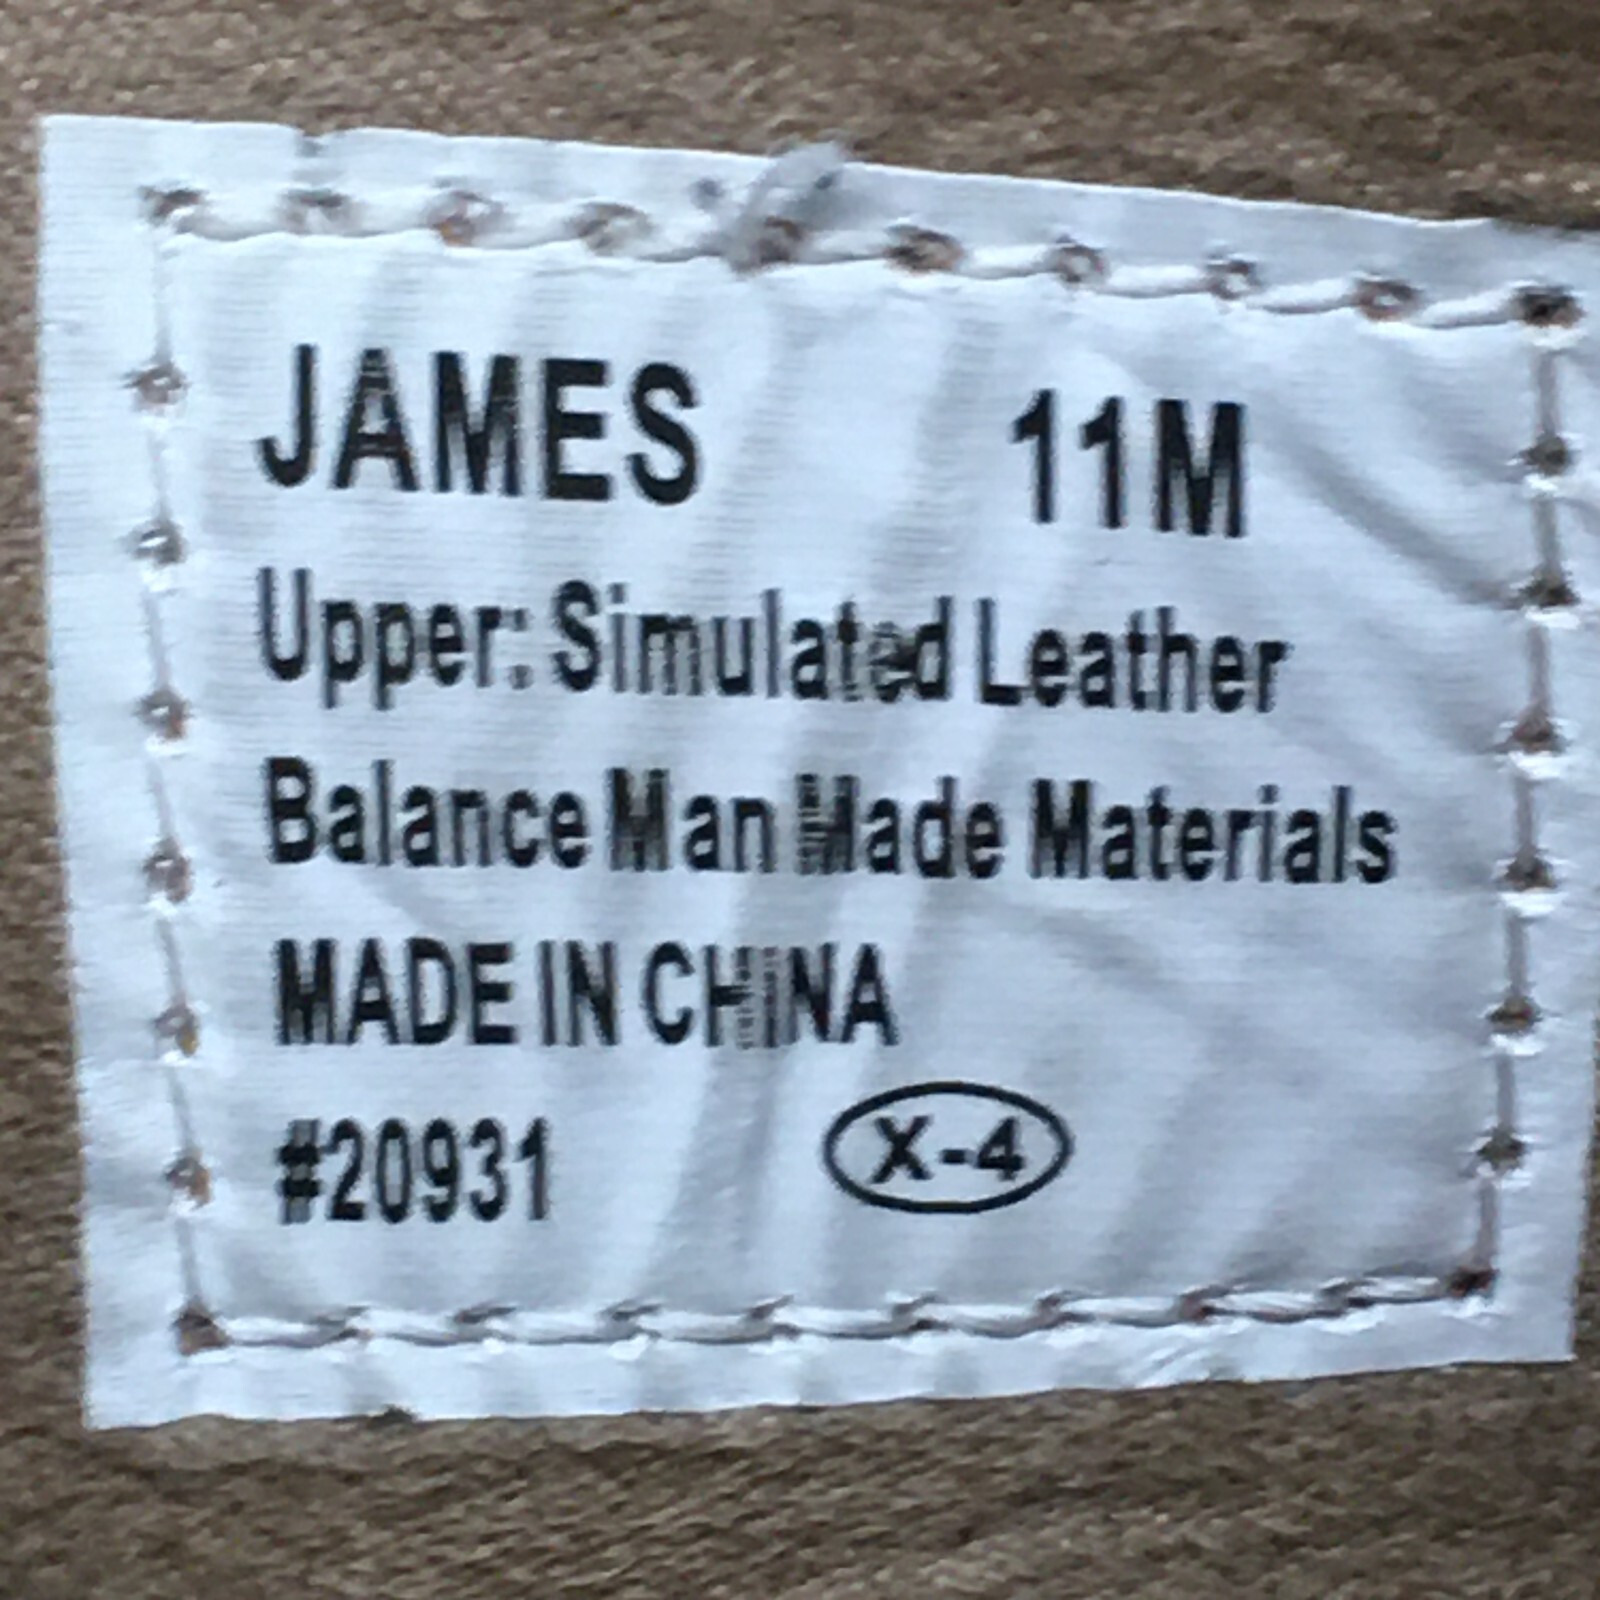 JAMES 11M
Upper: Simulated Leather
Balance Man Made Materials
MADE IN CHINA
#20931 X-4